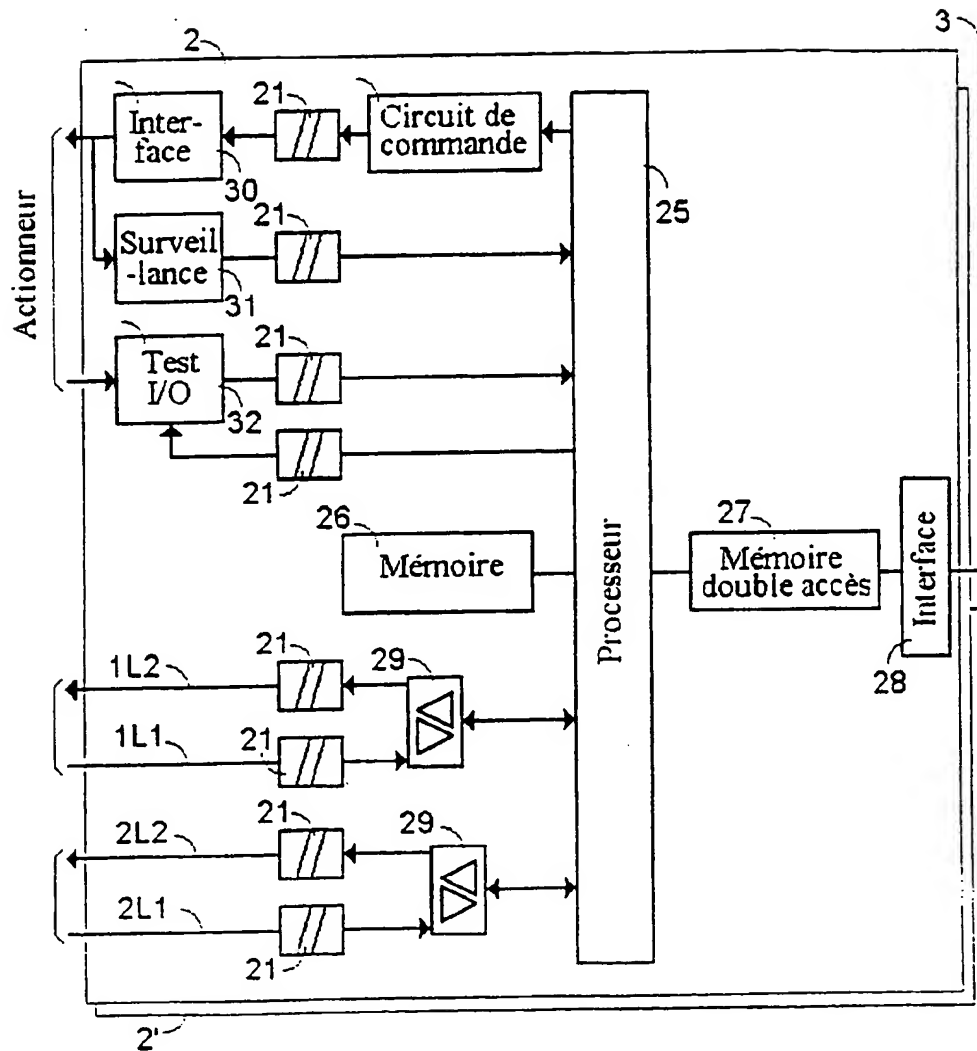 2
3
21
Inter-
face
30
Circuit de
commande
25
21
Surveil
-lance
31
Actionneur
21
Test
I/O
32
21
26
Mémoire
Processeur
27
Mémoire
double accès
Interface
28
1L2
21
29
1L1
21
2L2
21
29
2L1
21
2'